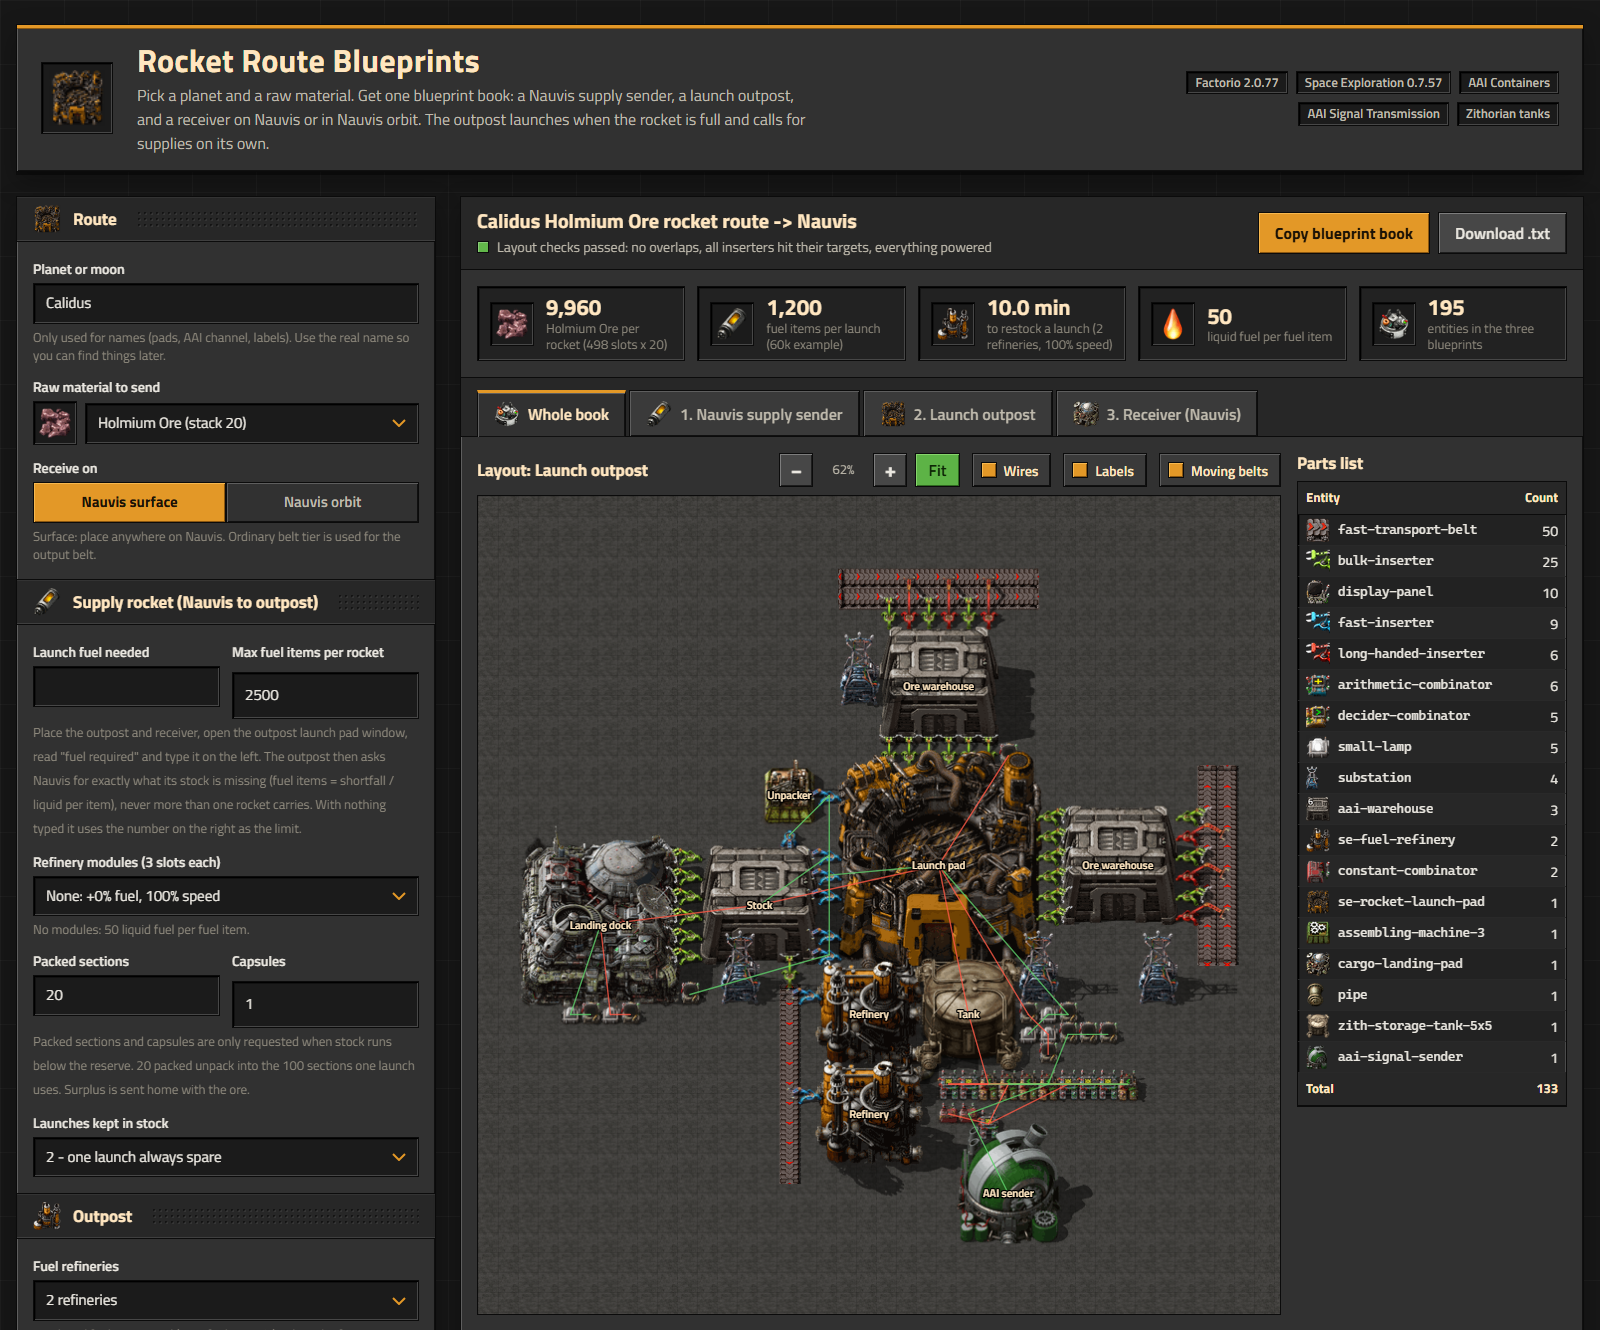 Rocket Route Blueprints
Pick a planet and a raw material. Get one blueprint book: a Nauvis supply sender, a launch outpost,
and a receiver on Nauvis or in Nauvis orbit. The outpost launches when the rocket is full and calls for
supplies on its own.
Factorio 2.0.77
Space Exploration 0.7.57
AAI Containers
AAI Signal Transmission
Zithorian tanks
Route
Planet or moon
Calidus
Only used for names (pads, AAI channel, labels). Use the real name so
you can find things later.
Raw material to send
Holmium Ore (stack 20)
Receive on
Nauvis surface
Nauvis orbit
Surface: place anywhere on Nauvis. Ordinary belt tier is used for the
output belt.
Supply rocket (Nauvis to outpost)
Launch fuel needed
Max fuel items per rocket
2500
Place the outpost and receiver, open the outpost launch pad window,
read "fuel required" and type it on the left. The outpost then asks
Nauvis for exactly what its stock is missing (fuel items = shortfall /
liquid per item), never more than one rocket carries. With nothing
typed it uses the number on the right as the limit.
Refinery modules (3 slots each)
None: +0% fuel, 100% speed
No modules: 50 liquid fuel per fuel item.
Packed sections
Capsules
20
1
Packed sections and capsules are only requested when stock runs
below the reserve. 20 packed unpack into the 100 sections one launch
uses. Surplus is sent home with the ore.
Launches kept in stock
2 - one launch always spare
Outpost
Fuel refineries
2 refineries
Calidus Holmium Ore rocket route -> Nauvis
Layout checks passed: no overlaps, all inserters hit their targets, everything powered
Copy blueprint book
Download .txt
9,960
Holmium Ore per
rocket (498 slots x 20)
1,200
fuel items per launch
(60k example)
10.0 min
to restock a launch (2
refineries, 100% speed)
50
liquid fuel per fuel item
195
entities in the three
blueprints
Whole book
1. Nauvis supply sender
2. Launch outpost
3. Receiver (Nauvis)
Layout: Launch outpost
−
62%
+
Fit
Wires
Labels
Moving belts
Ore warehouse
Unpacker
Launch pad
Ore warehouse
Stock
Landing dock
Refinery
Tank
Refinery
AAI sender
Parts list
Entity
Count
fast-transport-belt 50
bulk-inserter 25
display-panel 10
fast-inserter 9
long-handed-inserter 6
arithmetic-combinator 6
decider-combinator 5
small-lamp 5
substation 4
aai-warehouse 3
se-fuel-refinery 2
constant-combinator 2
se-rocket-launch-pad 1
assembling-machine-3 1
cargo-landing-pad 1
pipe 1
zith-storage-tank-5x5 1
aai-signal-sender 1
Total 133